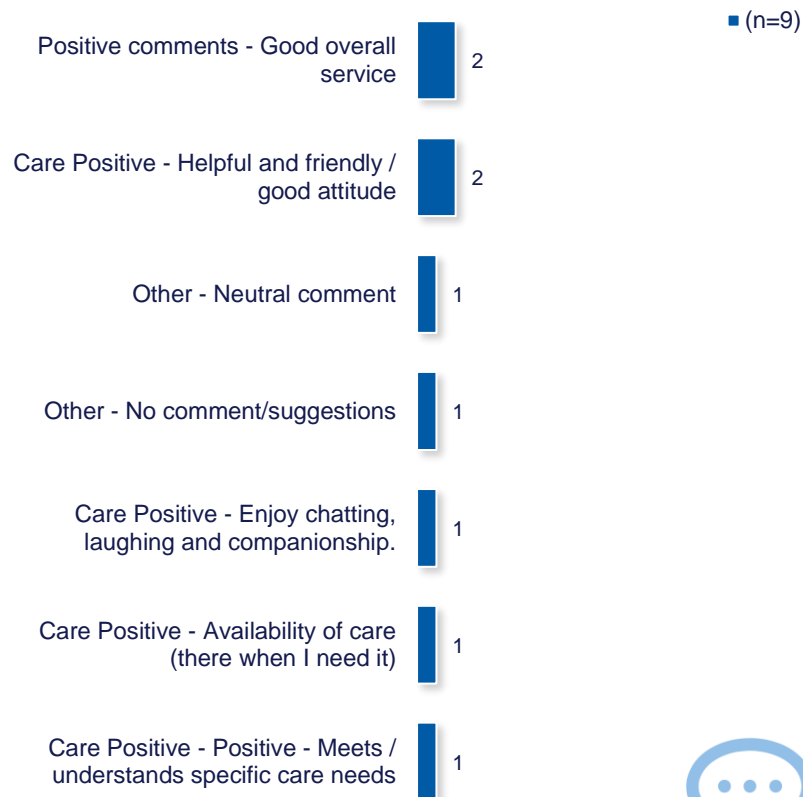 (n=9)
Positive comments - Good overall
service
2
Care Positive - Helpful and friendly /
good attitude
2
Other - Neutral comment
1
Other - No comment/suggestions
1
Care Positive - Enjoy chatting,
laughing and companionship.
1
Care Positive - Availability of care
(there when I need it)
1
Care Positive - Positive - Meets /
understands specific care needs
1